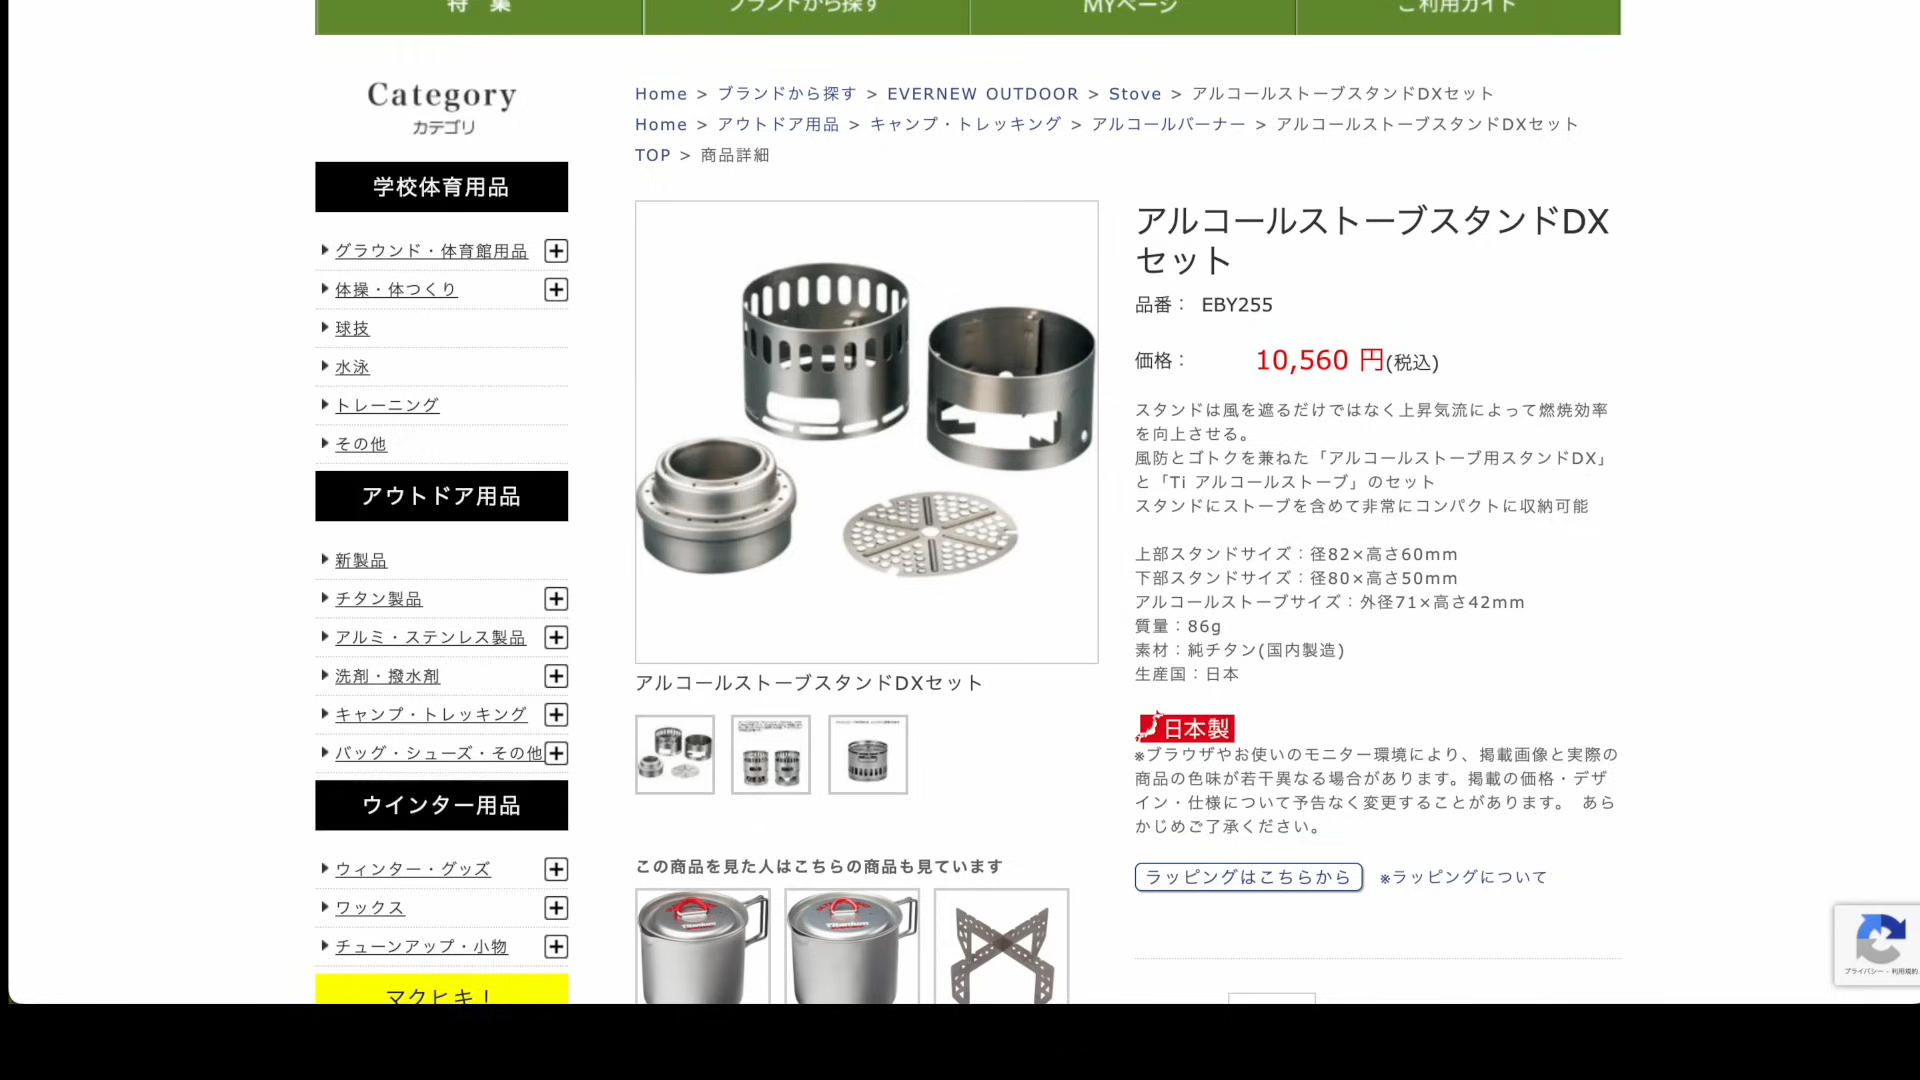 特 集
ブランドから探す
MYページ
ご利用ガイド
Category
カテゴリ
学校体育用品
グラウンド・体育館用品
体操・体つくり
球技
水泳
トレーニング
その他
アウトドア用品
新製品
チタン製品
アルミ・ステンレス製品
洗剤・撥水剤
キャンプ・トレッキング
バッグ・シューズ・その他
ウインター用品
ウィンター・グッズ
ワックス
チューンアップ・小物
マクヒキ！
Home > ブランドから探す > EVERNEW OUTDOOR > Stove > アルコールストーブスタンドDXセット
Home > アウトドア用品 > キャンプ・トレッキング > アルコールバーナー > アルコールストーブスタンドDXセット
TOP > 商品詳細
アルコールストーブスタンドDXセット
この商品を見た人はこちらの商品も見ています
Titanium
Titanium
アルコールストーブスタンドDX
セット
品番： EBY255
価格： 10,560 円(税込)
スタンドは風を遮るだけではなく上昇気流によって燃焼効率
を向上させる。
風防とゴトクを兼ねた「アルコールストーブ用スタンドDX」
と「Ti アルコールストーブ」のセット
スタンドにストーブを含めて非常にコンパクトに収納可能
上部スタンドサイズ：径82×高さ60mm
下部スタンドサイズ：径80×高さ50mm
アルコールストーブサイズ：外径71×高さ42mm
質量：86g
素材：純チタン(国内製造)
生産国：日本
日本製
※ブラウザやお使いのモニター環境により、掲載画像と実際の
商品の色味が若干異なる場合があります。掲載の価格・デザ
イン・仕様について予告なく変更することがあります。 あら
かじめご了承ください。
ラッピングはこちらから ※ラッピングについて
プライバシー - 利用規約